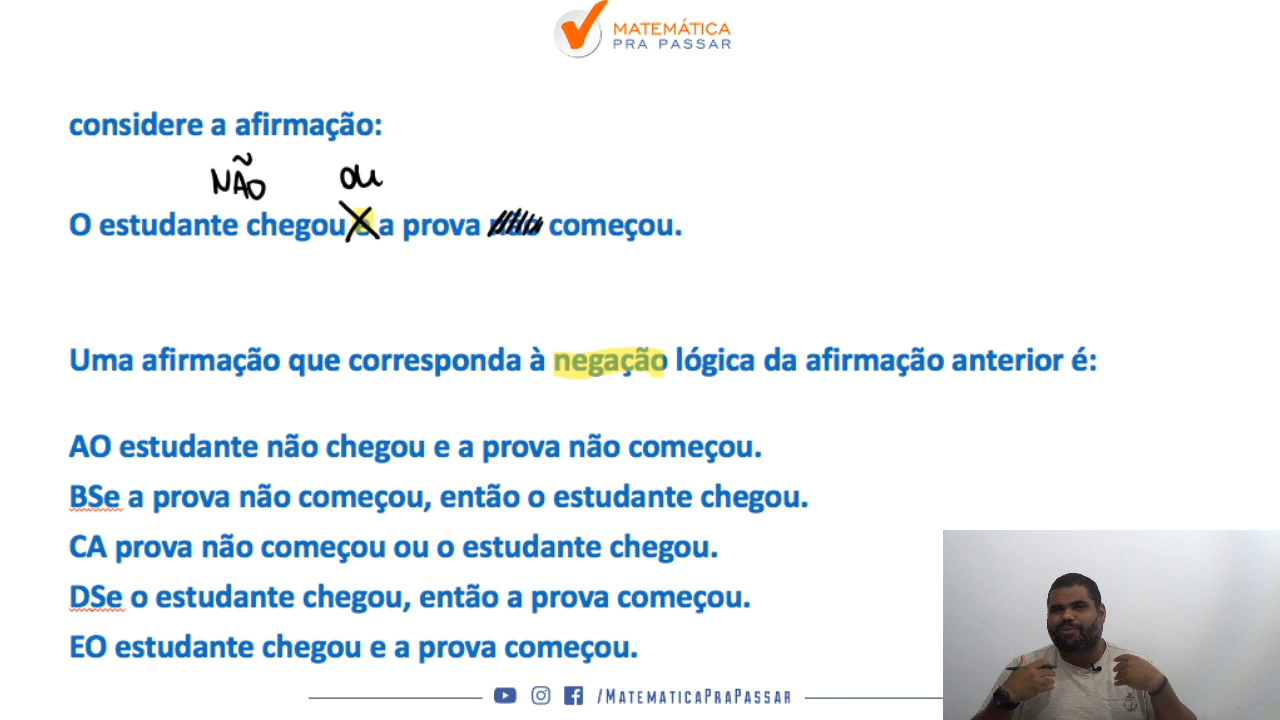 MATEMÁTICA
PRA PASSAR
considere a afirmação:
NÃO ou
O estudante chegou e a prova não começou.
Uma afirmação que corresponda à negação lógica da afirmação anterior é:
AO estudante não chegou e a prova não começou.
BSe a prova não começou, então o estudante chegou.
CA prova não começou ou o estudante chegou.
DSe o estudante chegou, então a prova começou.
EO estudante chegou e a prova começou.
/MATEMATICAPRAPASSAR